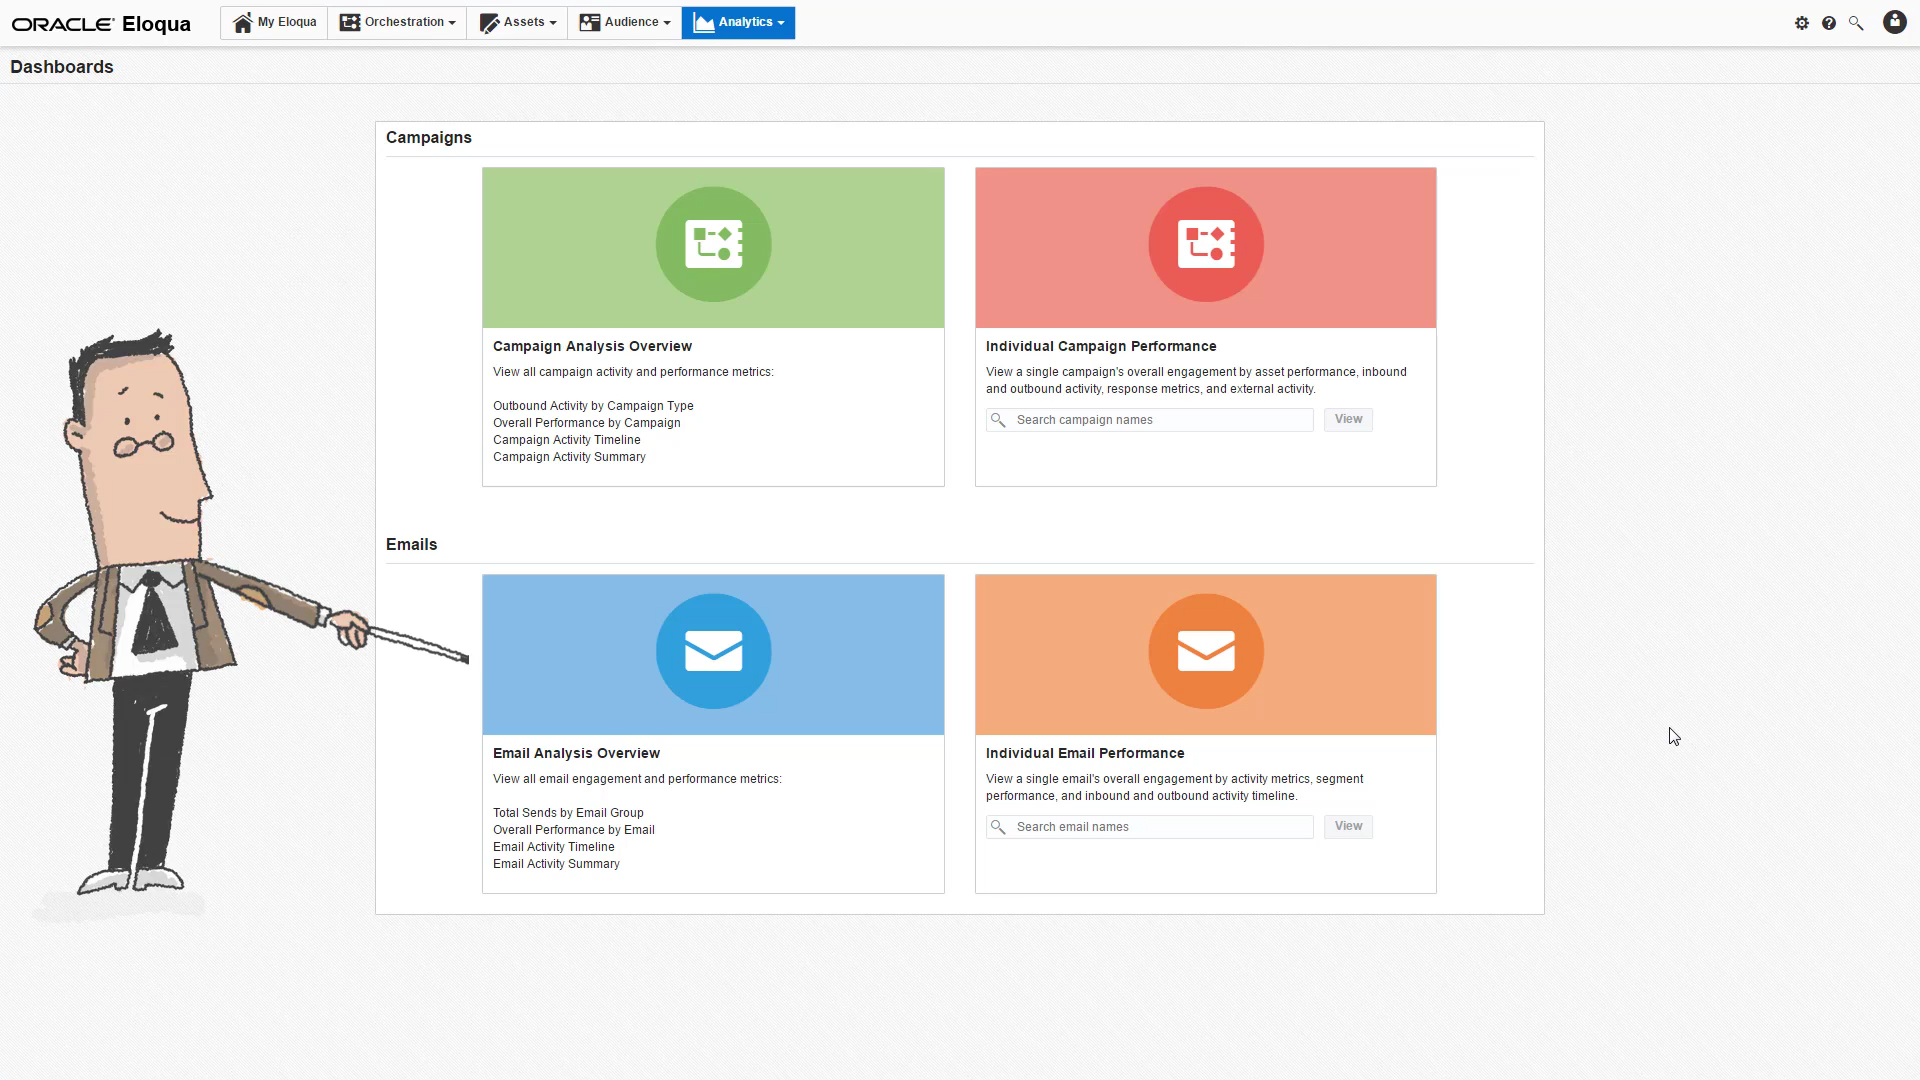 ORACLE Eloqua
My Eloqua
Orchestration
Assets
Audience
Analytics
Dashboards
Campaigns
Campaign Analysis Overview
View all campaign activity and performance metrics:
Outbound Activity by Campaign Type
Overall Performance by Campaign
Campaign Activity Timeline
Campaign Activity Summary
Individual Campaign Performance
View a single campaign's overall engagement by asset performance, inbound
and outbound activity, response metrics, and external activity.
Search campaign names
View
Emails
Email Analysis Overview
View all email engagement and performance metrics:
Total Sends by Email Group
Overall Performance by Email
Email Activity Timeline
Email Activity Summary
Individual Email Performance
View a single email's overall engagement by activity metrics, segment
performance, and inbound and outbound activity timeline.
Search email names
View